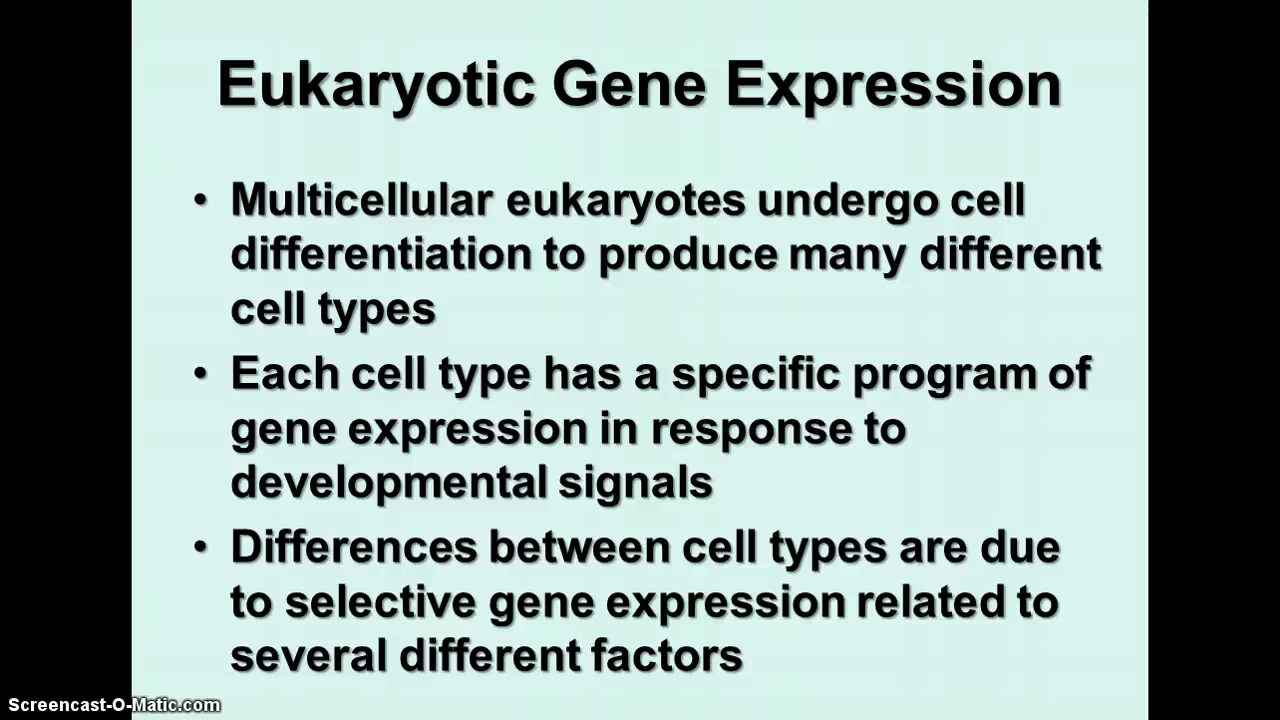 Eukaryotic Gene Expression
• Multicellular eukaryotes undergo cell
differentiation to produce many different
cell types
• Each cell type has a specific program of
gene expression in response to
developmental signals
• Differences between cell types are due
to selective gene expression related to
several different factors
Screencast-O-Matic.com